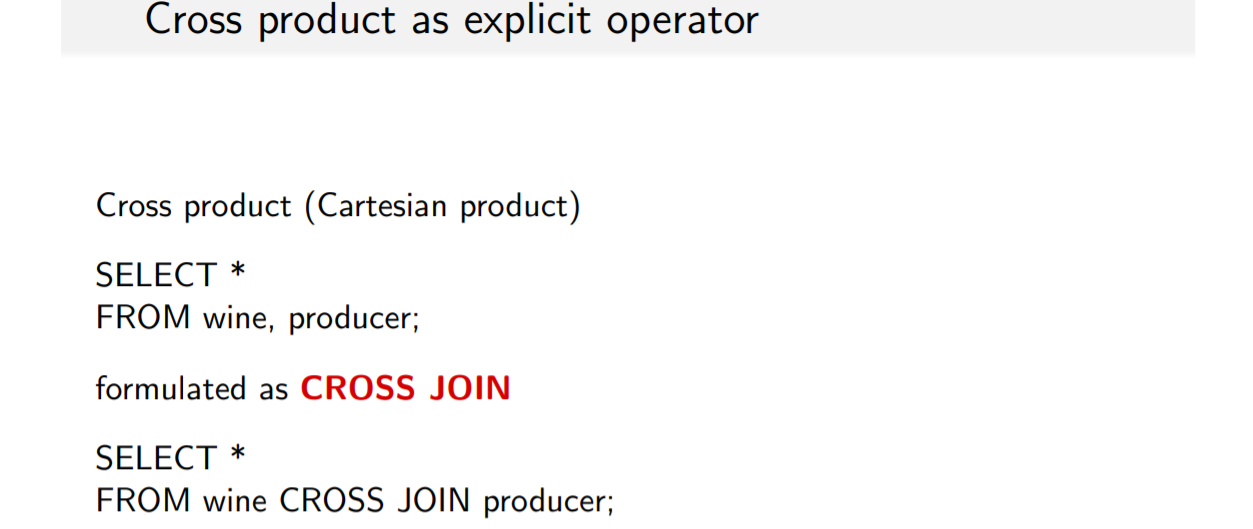 Cross product as explicit operator
Cross product (Cartesian product)
SELECT *
FROM wine, producer;
formulated as CROSS JOIN
SELECT *
FROM wine CROSS JOIN producer;